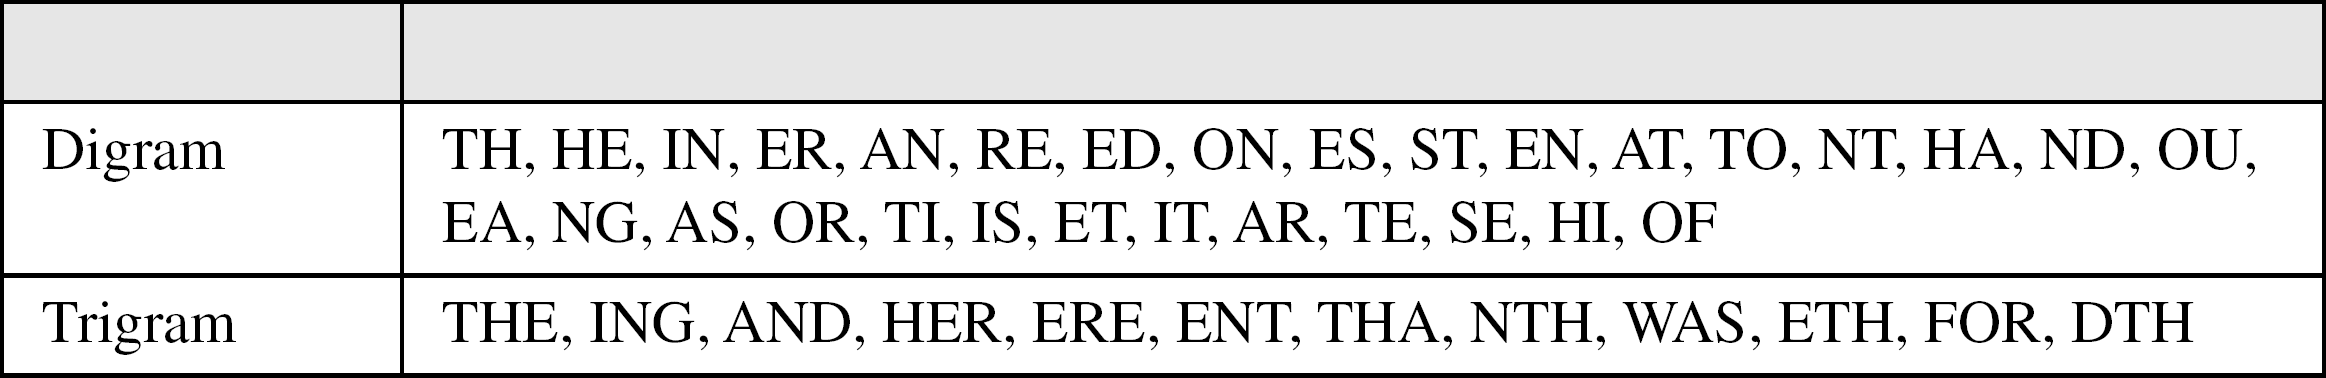 Digram TH, HE, IN, ER, AN, RE, ED, ON, ES, ST, EN, AT, TO, NT, HA, ND, OU,
EA, NG, AS, OR, TI, IS, ET, IT, AR, TE, SE, HI, OF
Trigram THE, ING, AND, HER, ERE, ENT, THA, NTH, WAS, ETH, FOR, DTH